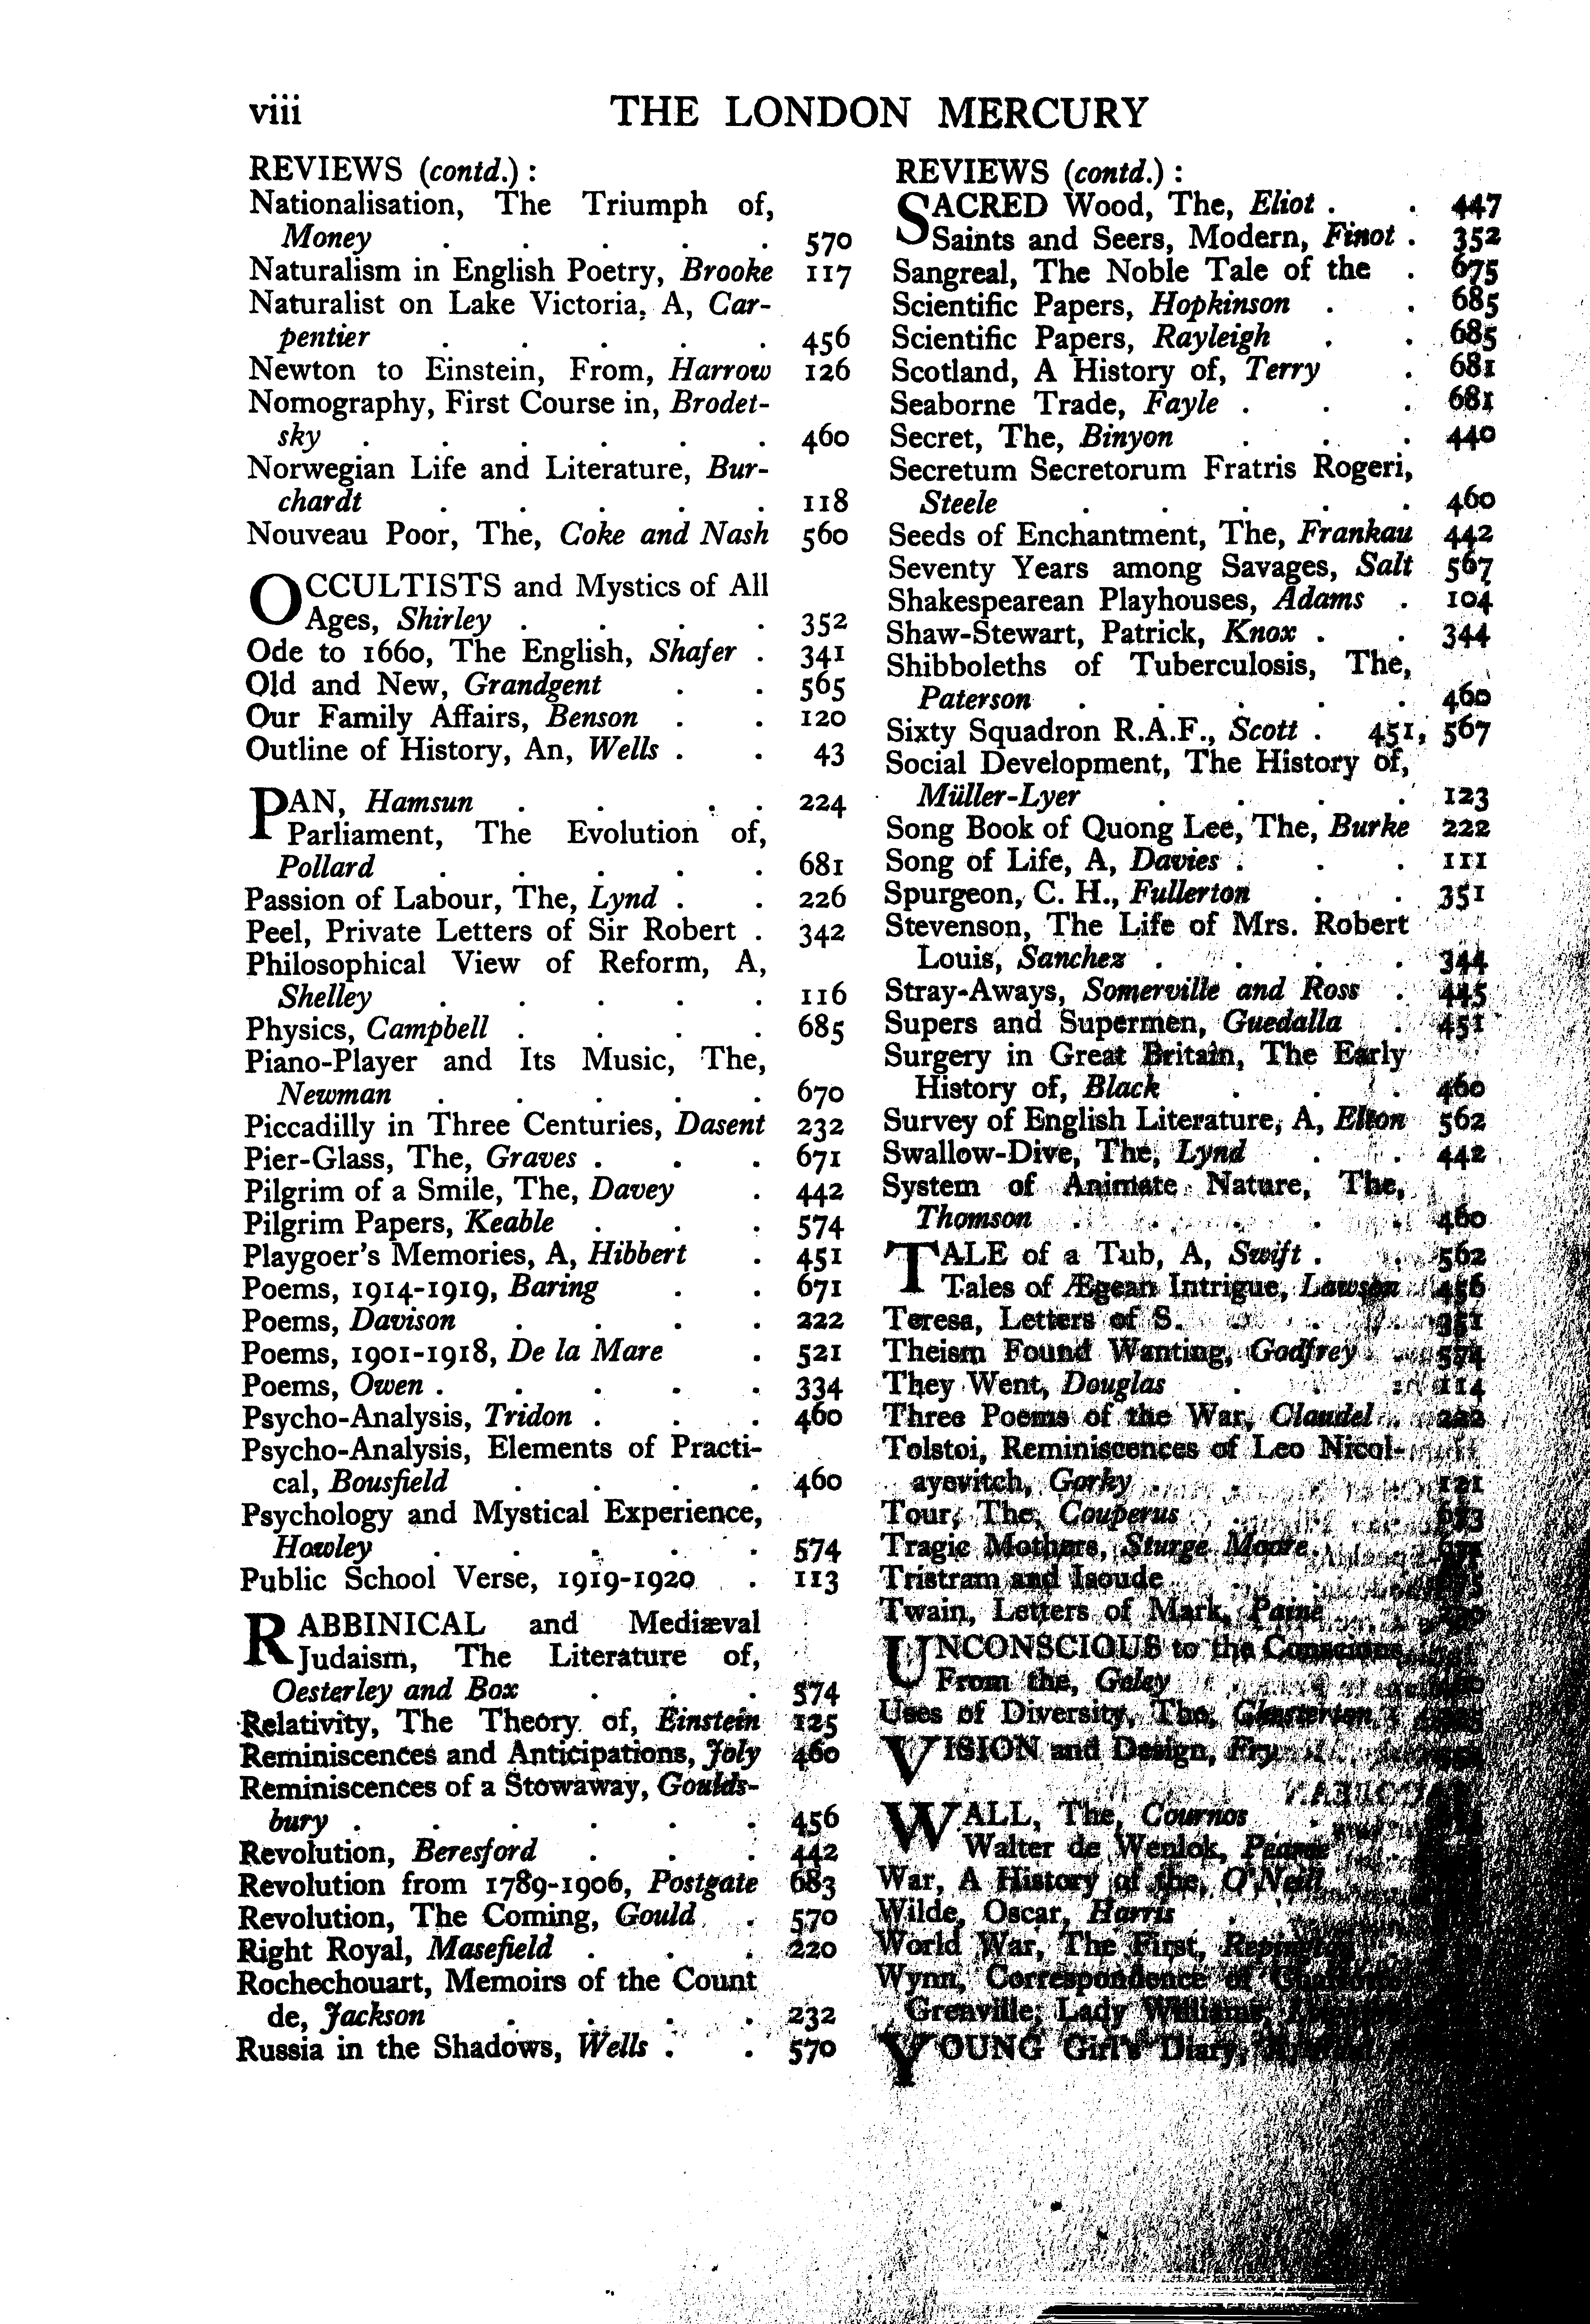 viii THE LONDON MERCURY
REVIEWS (contd.) :
Nationalisation, The Triumph of,
Money . . . . . 570
Naturalism in English Poetry, Brooke 117
Naturalist on Lake Victoria, A, Car-
pentier . . . . . 456
Newton to Einstein, From, Harrow 126
Nomography, First Course in, Brodet-
sky . . . . . . 460
Norwegian Life and Literature, Bur-
chardt . . . . . 118
Nouveau Poor, The, Coke and Nash 560
OCCULTISTS and Mystics of All
Ages, Shirley . . . . 352
Ode to 1660, The English, Shafer . 341
Old and New, Grandgent . . 565
Our Family Affairs, Benson . . 120
Outline of History, An, Wells . . 43
PAN, Hamsun . . . . 224
Parliament, The Evolution of,
Pollard . . . . . 681
Passion of Labour, The, Lynd . . 226
Peel, Private Letters of Sir Robert . 342
Philosophical View of Reform, A,
Shelley . . . . . 116
Physics, Campbell . . . . 685
Piano-Player and Its Music, The,
Newman . . . . . 670
Piccadilly in Three Centuries, Dasent 232
Pier-Glass, The, Graves . . . 671
Pilgrim of a Smile, The, Davey . 442
Pilgrim Papers, Keable . . . 574
Playgoer's Memories, A, Hibbert . 451
Poems, 1914-1919, Baring . . 671
Poems, Davison . . . . 222
Poems, 1901-1918, De la Mare . 521
Poems, Owen . . . . . 334
Psycho-Analysis, Tridon . . . 460
Psycho-Analysis, Elements of Practi-
cal, Bousfield . . . . 460
Psychology and Mystical Experience,
Howley . . . . . 574
Public School Verse, 1919-1920 . 113
RABBINICAL and Mediæval
Judaism, The Literature of,
Oesterley and Box . . . 574
Relativity, The Theory of, Einstein 125
Reminiscences and Anticipations, Joly 460
Reminiscences of a Stowaway, Goulds-
bury . . . . . . 456
Revolution, Beresford . . . 442
Revolution from 1789-1906, Postgate 683
Revolution, The Coming, Gould . 570
Right Royal, Masefield . . . 220
Rochechouart, Memoirs of the Count
de, Jackson . . . . 232
Russia in the Shadows, Wells . . 570
REVIEWS (contd.) :
SACRED Wood, The, Eliot . . 447
Saints and Seers, Modern, Finot . 352
Sangreal, The Noble Tale of the . 675
Scientific Papers, Hopkinson . . 685
Scientific Papers, Rayleigh . . 685
Scotland, A History of, Terry . 681
Seaborne Trade, Fayle . . . 681
Secret, The, Binyon . . . 440
Secretum Secretorum Fratris Rogeri,
Steele . . . . . 460
Seeds of Enchantment, The, Frankau 442
Seventy Years among Savages, Salt 567
Shakespearean Playhouses, Adams . 104
Shaw-Stewart, Patrick, Knox . . 344
Shibboleths of Tuberculosis, The,
Paterson . . . . . 460
Sixty Squadron R.A.F., Scott . 451, 567
Social Development, The History of,
Müller-Lyer . . . . 123
Song Book of Quong Lee, The, Burke 222
Song of Life, A, Davies . . . 111
Spurgeon, C. H., Fullerton . . 351
Stevenson, The Life of Mrs. Robert
Louis, Sanchez . . . . 344
Stray-Aways, Somerville and Ross . 445
Supers and Supermen, Guedalla . 451
Surgery in Great Britain, The Early
History of, Black . . . 460
Survey of English Literature, A, Elton 562
Swallow-Dive, The, Lynd . . 442
System of Animate Nature, The,
Thomson . . . . . 460
TALE of a Tub, A, Swift . . 562
Tales of Ægean Intrigue, Lawson 456
Teresa, Letters of S. . . . 351
Theism Found Wanting, Godfrey . 574
They Went, Douglas . . . 114
Three Poems of the War, Claudel . 222
Tolstoi, Reminiscences of Leo Nicol-
ayevitch, Gorky . . . . 121
Tour, The, Couperus . . . 673
Tragic Mothers, Sturge Moore .
Tristram and Isoude
Twain, Letters of Mark, Paine
UNCONSCIOUS to the Conscious,
From the, Geley
Uses of Diversity, The, Chesterton
VISION and Design, Fry
WALL, The, Cournos
Walter de Wenlok, Pearce
War, A History of the, O'Neill
Wilde, Oscar, Harris
World War, The First, Repington
Wynn, Correspondence of Charlotte
Grenville, Lady Williams,
YOUNG Girl's Diary, A,